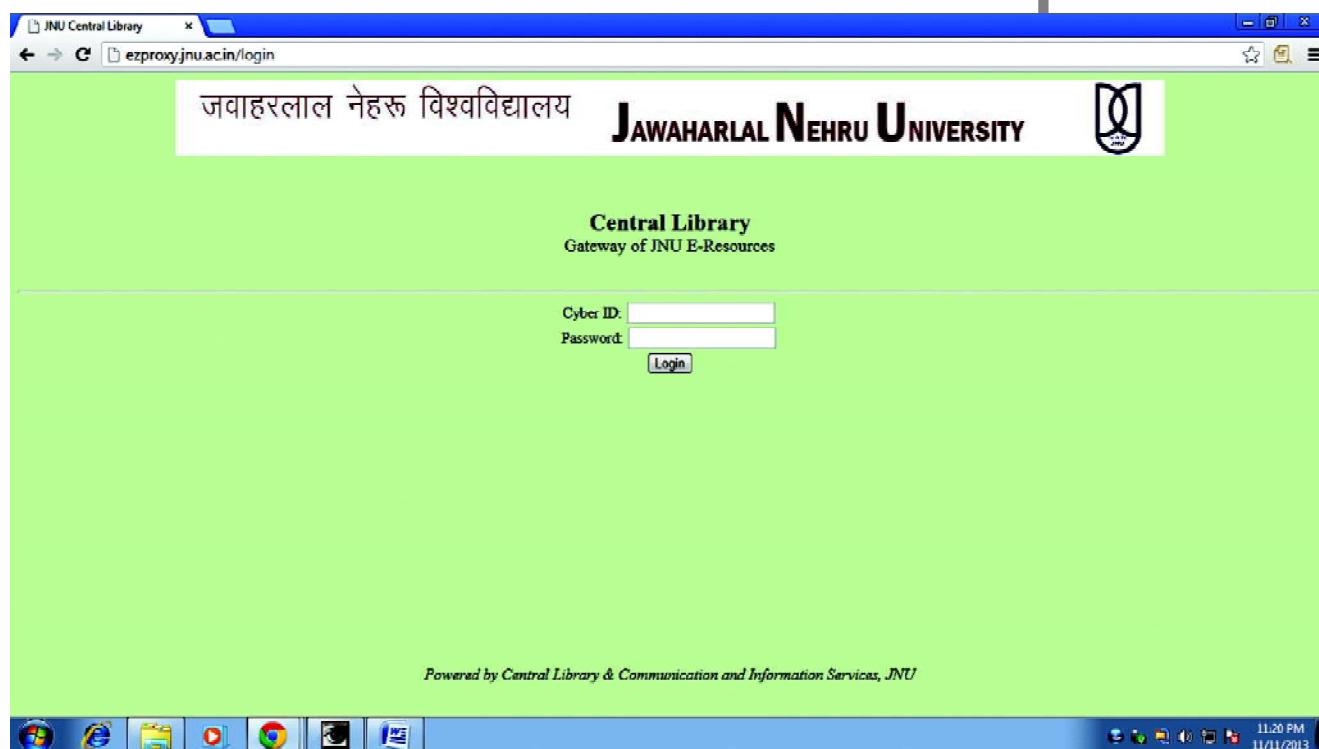 JNU Central Library
ezproxy.jnu.ac.in/login
जवाहरलाल नेहरू विश्वविद्यालय
JAWAHARLAL NEHRU UNIVERSITY
JNU
Central Library
Gateway of JNU E-Resources
Cyber ID:
Password:
Login
Powered by Central Library & Communication and Information Services, JNU
11:20 PM
11/11/2013